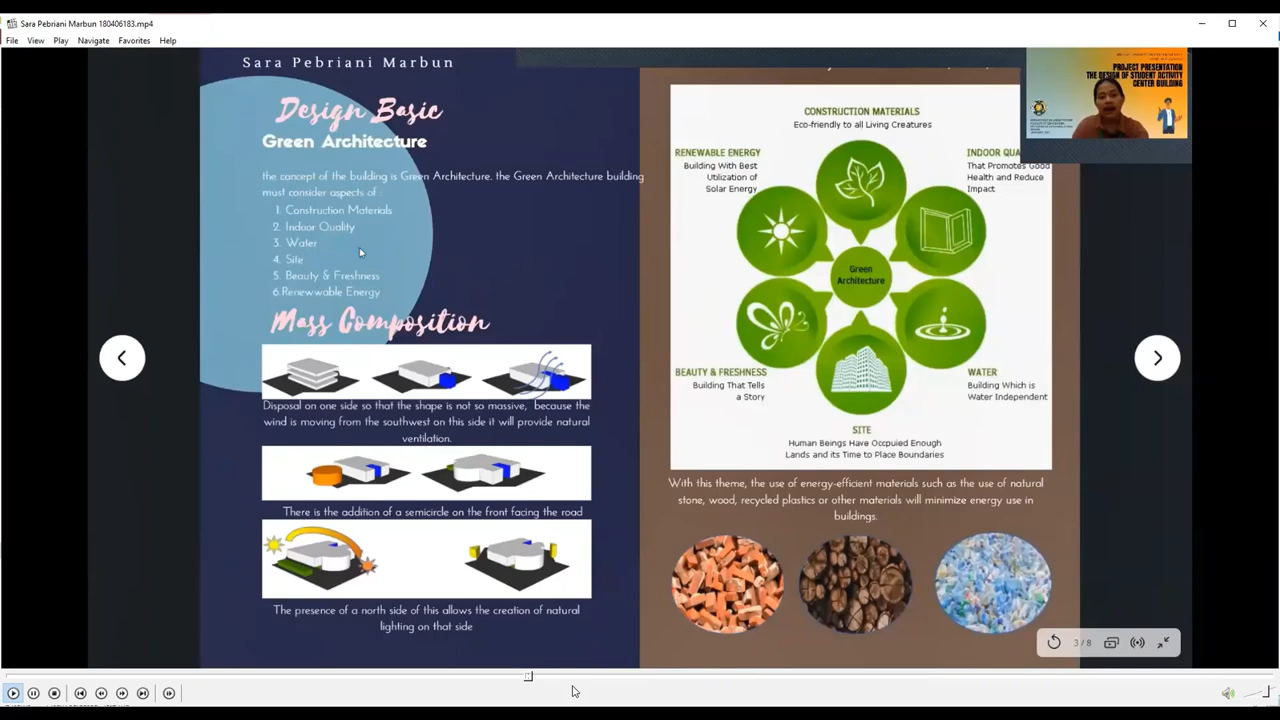 Sara Pebriani Marbun 180406183.mp4
File View Play Navigate Favorites Help
Sara Pebriani Marbun
Design Basic
Green Architecture
the concept of the building is Green Architecture. the Green Architecture building
must consider aspects of :
1. Construction Materials
2. Indoor Quality
3. Water
4. Site
5. Beauty & Freshness
6.Renewwable Energy
Mass Composition
Disposal on one side so that the shape is not so massive, because the
wind is moving from the southwest on this side it will provide natural
ventilation.
There is the addition of a semicircle on the front facing the road
The presence of a north side of this allows the creation of natural
lighting on that side
CONSTRUCTION MATERIALS
Eco-friendly to all Living Creatures
RENEWABLE ENERGY
Building With Best
Utilization of
Solar Energy
INDOOR QUA
That Promotes Good
Health and Reduce
Impact
Green
Architecture
BEAUTY & FRESHNESS
Building That Tells
a Story
WATER
Building Which is
Water Independent
SITE
Human Beings Have Occpuied Enough
Lands and its Time to Place Boundaries
With this theme, the use of energy-efficient materials such as the use of natural
stone, wood, recycled plastics or other materials will minimize energy use in
buildings.
PROJECT PRESENTATION
THE DESIGN OF STUDENT ACTIVITY
CENTER BUILDING
3 / 8